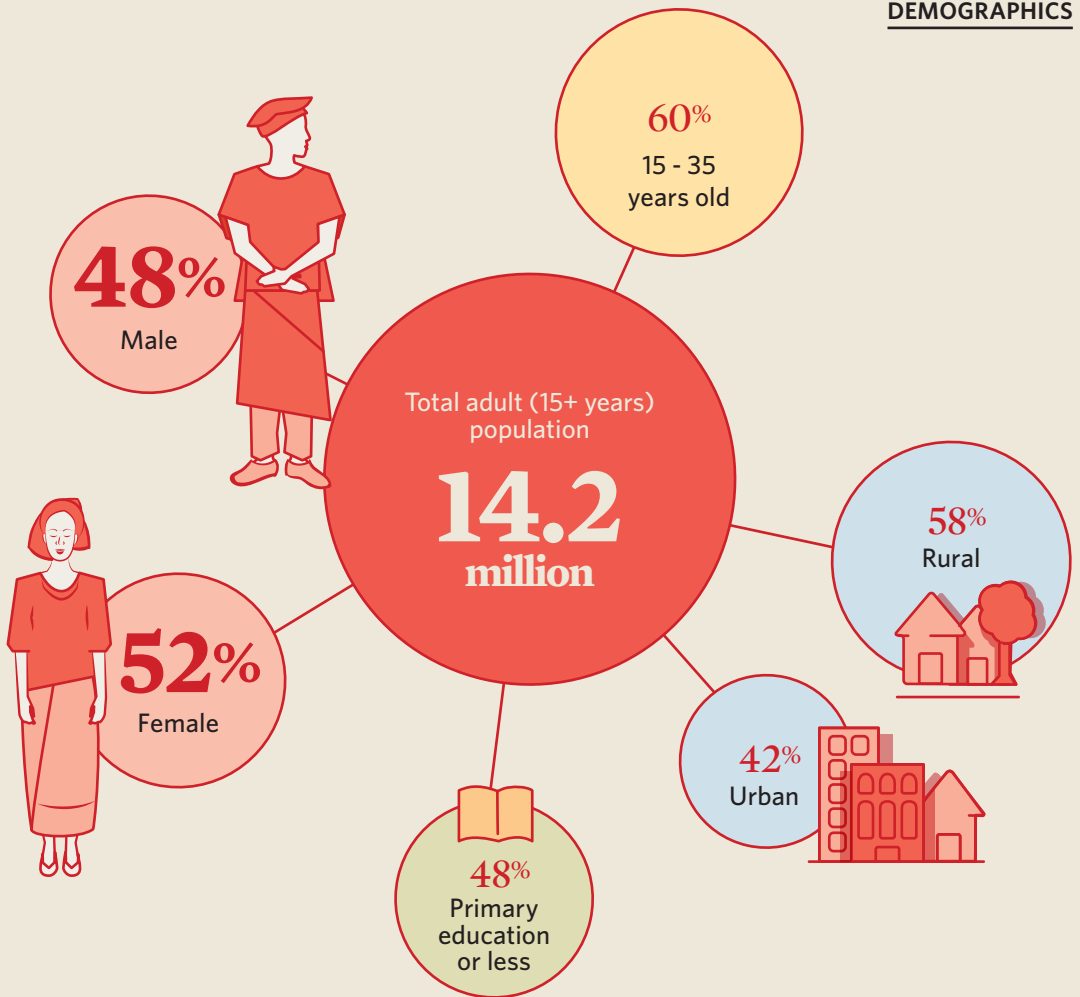 DEMOGRAPHICS
60%
15 - 35
years old
48%
Male
Total adult (15+ years)
population
14.2
million
58%
Rural
52%
Female
42%
Urban
48%
Primary
education
or less